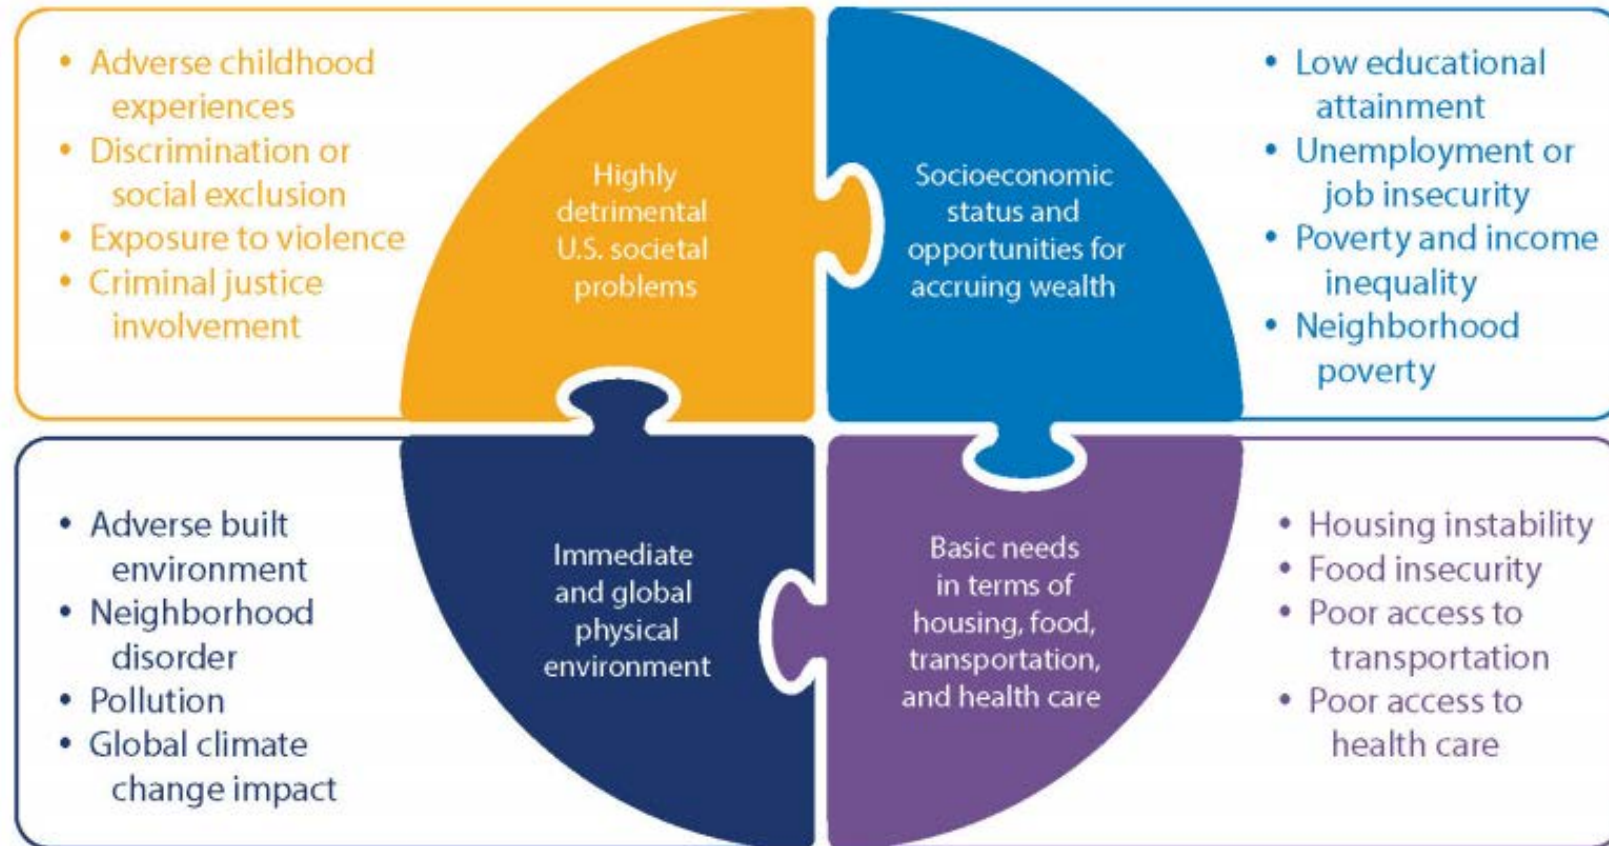 • Adverse childhood
experiences
• Discrimination or
social exclusion
• Exposure to violence
• Criminal justice
involvement
Highly
detrimental
U.S. societal
problems
Socioeconomic
status and
opportunities for
accruing wealth
• Low educational
attainment
• Unemployment or
job insecurity
• Poverty and income
inequality
• Neighborhood
poverty
• Adverse built
environment
• Neighborhood
disorder
• Pollution
• Global climate
change impact
Immediate
and global
physical
environment
Basic needs
in terms of
housing, food,
transportation,
and health care
• Housing instability
• Food insecurity
• Poor access to
transportation
• Poor access to
health care